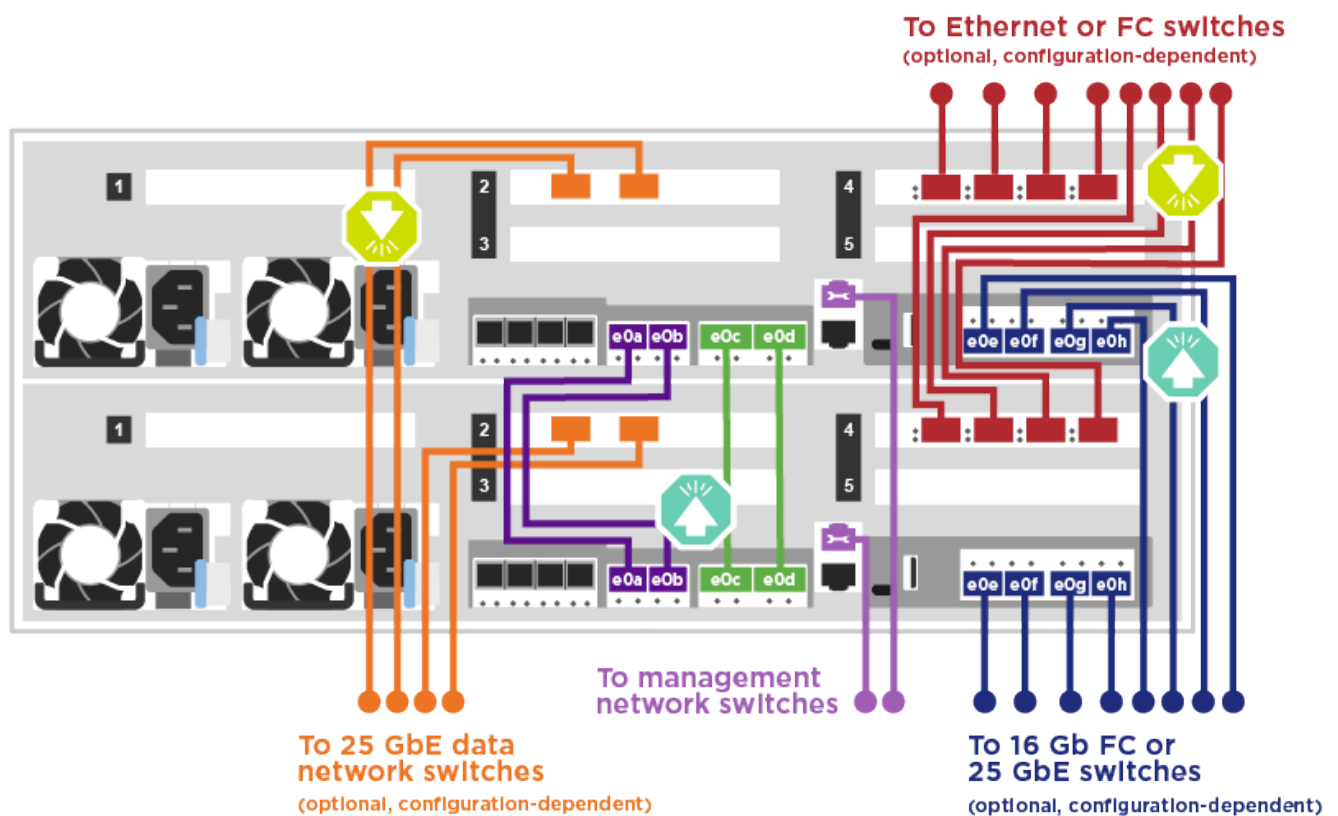 To Ethernet or FC switches
(optional, configuration-dependent)
1
2
4
3
5
e0a e0b e0c e0d e0e e0f e0g e0h
1
2
4
3
5
e0a e0b e0c e0d e0e e0f e0g e0h
To management
network switches
To 25 GbE data
network switches
(optional, configuration-dependent)
To 16 Gb FC or
25 GbE switches
(optional, configuration-dependent)